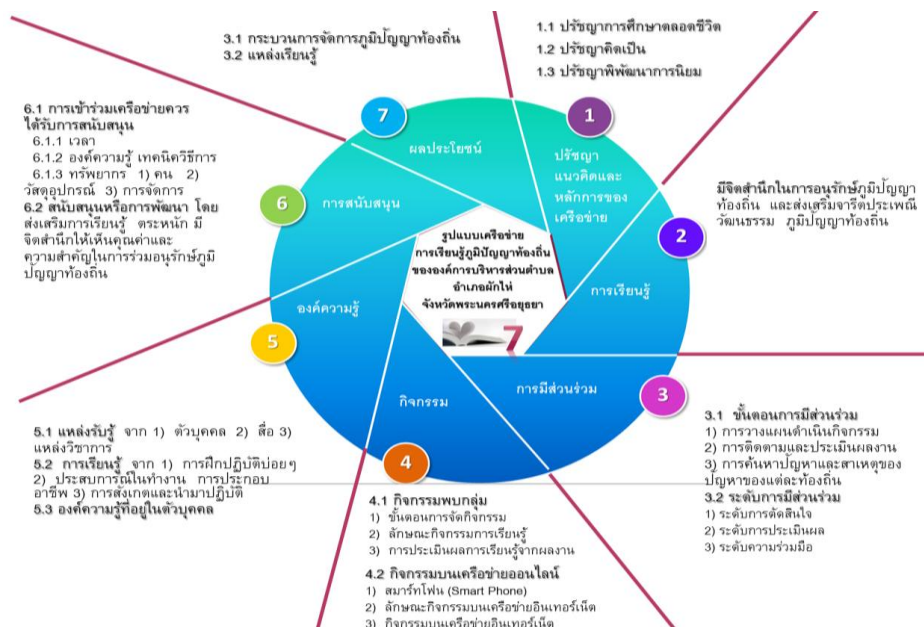 3.1 กระบวนการจัดการภูมิปัญญาท้องถิ่น
3.2 แหล่งเรียนรู้
1.1 ปรัชญาการศึกษาตลอดชีวิต
1.2 ปรัชญาคิดเป็น
1.3 ปรัชญาพิพัฒนาการนิยม
7
ผลประโยชน์
1
ปรัชญา
แนวคิดและ
หลักการของ
เครือข่าย
6.1 การเข้าร่วมเครือข่ายควร
ได้รับการสนับสนุน
6.1.1 เวลา
6.1.2 องค์ความรู้ เทคนิควิธีการ
6.1.3 ทรัพยากร 1) คน 2)
วัสดุอุปกรณ์ 3) การจัดการ
6.2 สนับสนุนหรือการพัฒนา โดย
ส่งเสริมการเรียนรู้ ตระหนัก มี
จิตสำนึกให้เห็นคุณค่าและ
ความสำคัญในการร่วมอนุรักษ์ภูมิ
ปัญญาท้องถิ่น
6
การสนับสนุน
มีจิตสำนึกในการอนุรักษ์ภูมิปัญญา
ท้องถิ่น และส่งเสริมจารีตประเพณี
วัฒนธรรม ภูมิปัญญาท้องถิ่น
2
การเรียนรู้
รูปแบบเครือข่าย
การเรียนรู้ภูมิปัญญาท้องถิ่น
ขององค์การบริหารส่วนตำบล
อำเภอผักไห่
จังหวัดพระนครศรีอยุธยา
7
องค์ความรู้
5
กิจกรรม
4
การมีส่วนร่วม
3
5.1 แหล่งรับรู้ จาก 1) ตัวบุคคล 2) สื่อ 3)
แหล่งวิชาการ
5.2 การเรียนรู้ จาก 1) การฝึกปฏิบัติบ่อยๆ
2) ประสบการณ์ในทำงาน การประกอบ
อาชีพ 3) การสังเกตและนำมาปฏิบัติ
5.3 องค์ความรู้ที่อยู่ในตัวบุคคล
4.1 กิจกรรมพบกลุ่ม
1) ขั้นตอนการจัดกิจกรรม
2) ลักษณะกิจกรรมการเรียนรู้
3) การประเมินผลการเรียนรู้จากผลงาน
4.2 กิจกรรมบนเครือข่ายออนไลน์
1) สมาร์ทโฟน (Smart Phone)
2) ลักษณะกิจกรรมบนเครือข่ายอินเทอร์เน็ต
3) กิจกรรมบนเครือข่ายอินเทอร์เน็ต
3.1 ขั้นตอนการมีส่วนร่วม
1) การวางแผนดำเนินกิจกรรม
2) การติดตามและประเมินผลงาน
3) การค้นหาปัญหาและสาเหตุของ
ปัญหาของแต่ละท้องถิ่น
3.2 ระดับการมีส่วนร่วม
1) ระดับการตัดสินใจ
2) ระดับการประเมินผล
3) ระดับความร่วมมือ